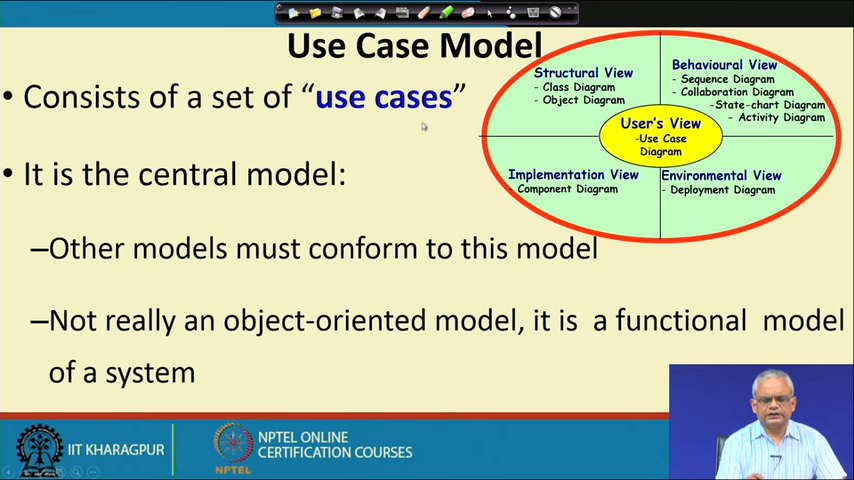 Use Case Model
• Consists of a set of “use cases”
• It is the central model:
–Other models must conform to this model
–Not really an object-oriented model, it is a functional model
of a system
Structural View
- Class Diagram
- Object Diagram
Behavioural View
- Sequence Diagram
- Collaboration Diagram
-State-chart Diagram
- Activity Diagram
User's View
-Use Case
Diagram
Implementation View
- Component Diagram
Environmental View
- Deployment Diagram
IIT KHARAGPUR
NPTEL
NPTEL ONLINE
CERTIFICATION COURSES